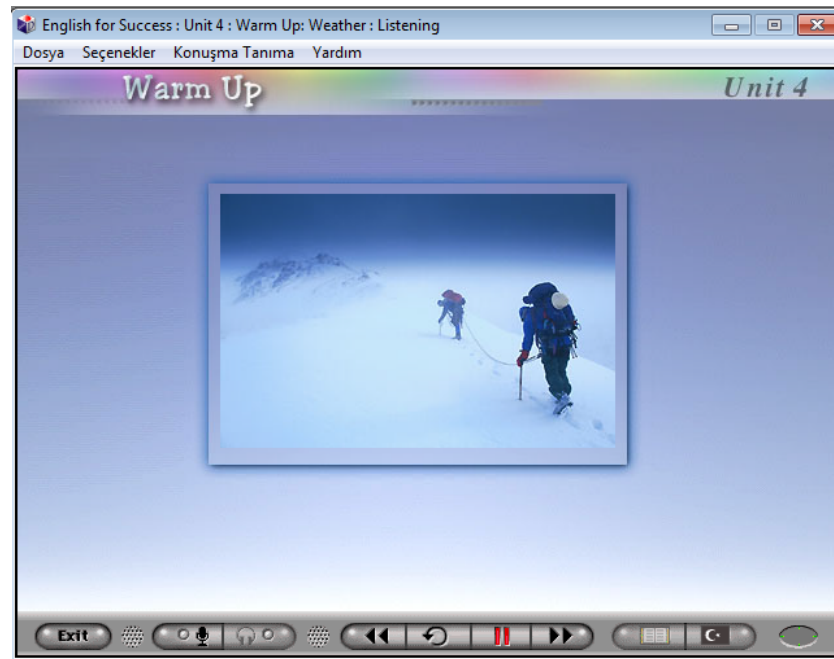 English for Success : Unit 4 : Warm Up: Weather : Listening
Dosya Seçenekler Konuşma Tanıma Yardım
Warm Up
Unit 4
Exit